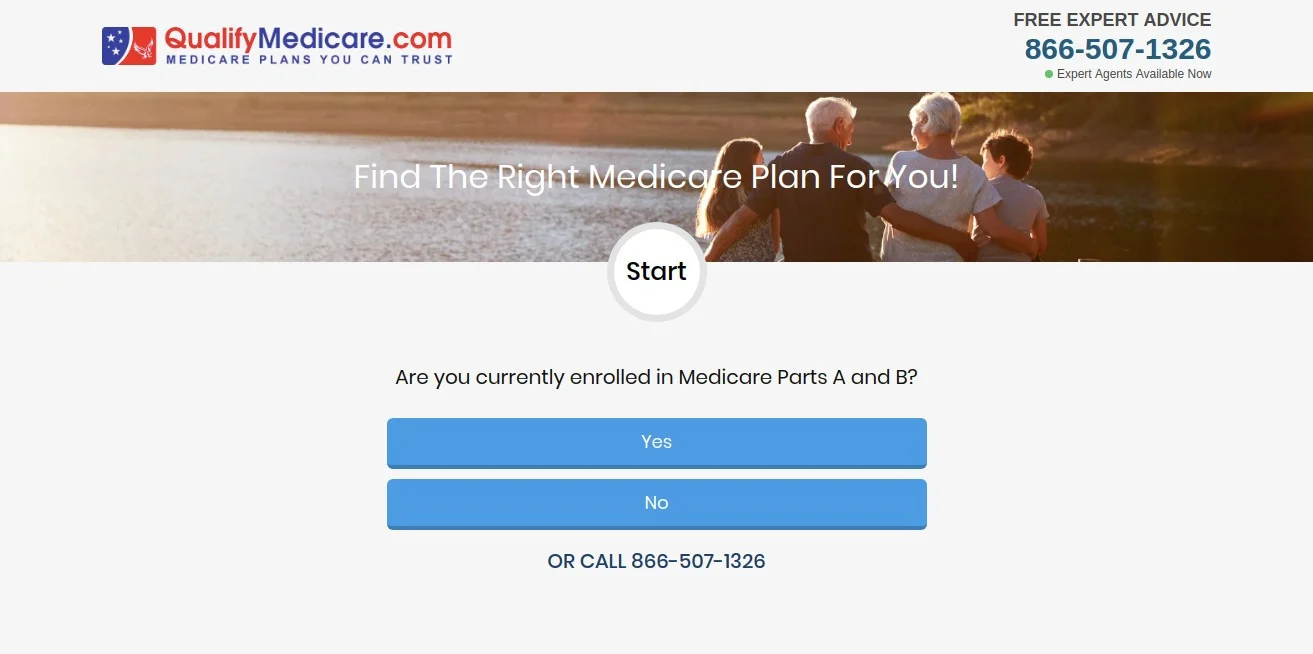 QualifyMedicare.com
MEDICARE PLANS YOU CAN TRUST
FREE EXPERT ADVICE
866-507-1326
Expert Agents Available Now
Find The Right Medicare Plan For You!
Start
Are you currently enrolled in Medicare Parts A and B?
Yes
No
OR CALL 866-507-1326